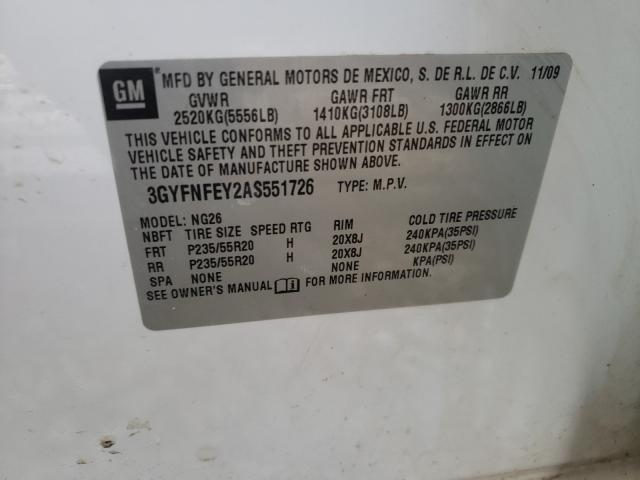 GM MFD BY GENERAL MOTORS DE MEXICO, S. DE R.L. DE C.V. 11/09
GVWR GAWR FRT GAWR RR
2520KG(5556LB) 1410KG(3108LB) 1300KG(2866LB)
THIS VEHICLE CONFORMS TO ALL APPLICABLE U.S. FEDERAL MOTOR
VEHICLE SAFETY AND THEFT PREVENTION STANDARDS IN EFFECT ON
THE DATE OF MANUFACTURE SHOWN ABOVE.
3GYFNFEY2AS551726 TYPE: M.P.V.
MODEL: NG26
NBFT TIRE SIZE SPEED RTG RIM COLD TIRE PRESSURE
FRT P235/55R20 H 20X8J 240KPA(35PSI)
RR P235/55R20 H 20X8J 240KPA(35PSI)
SPA NONE NONE KPA(PSI)
SEE OWNER'S MANUAL FOR MORE INFORMATION.